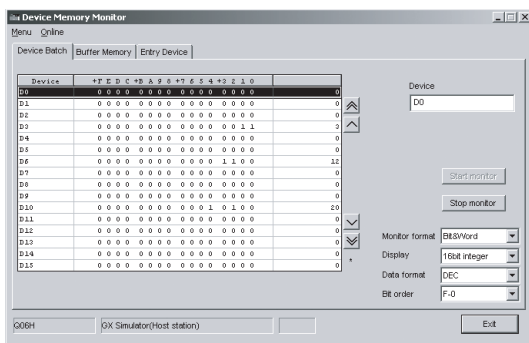 Device Memory Monitor
Menu Online
Device Batch Buffer Memory Entry Device
Device +F E D C +B A 9 8 +7 6 5 4 +3 2 1 0
D0 0 0 0 0 0 0 0 0 0 0 0 0 0 0 0 0 0
D1 0 0 0 0 0 0 0 0 0 0 0 0 0 0 0 0 0
D2 0 0 0 0 0 0 0 0 0 0 0 0 0 0 0 0 0
D3 0 0 0 0 0 0 0 0 0 0 0 0 0 0 1 1 3
D4 0 0 0 0 0 0 0 0 0 0 0 0 0 0 0 0 0
D5 0 0 0 0 0 0 0 0 0 0 0 0 0 0 0 0 0
D6 0 0 0 0 0 0 0 0 0 0 0 0 1 1 0 0 12
D7 0 0 0 0 0 0 0 0 0 0 0 0 0 0 0 0 0
D8 0 0 0 0 0 0 0 0 0 0 0 0 0 0 0 0 0
D9 0 0 0 0 0 0 0 0 0 0 0 0 0 0 0 0 0
D10 0 0 0 0 0 0 0 0 0 0 0 1 0 1 0 0 20
D11 0 0 0 0 0 0 0 0 0 0 0 0 0 0 0 0 0
D12 0 0 0 0 0 0 0 0 0 0 0 0 0 0 0 0 0
D13 0 0 0 0 0 0 0 0 0 0 0 0 0 0 0 0 0
D14 0 0 0 0 0 0 0 0 0 0 0 0 0 0 0 0 0
D15 0 0 0 0 0 0 0 0 0 0 0 0 0 0 0 0 0
Device
D0
Start monitor
Stop monitor
Monitor format Bit&Word
Display 16bit integer
Data format DEC
Bit order F-0
Q06H GX Simulator(Host station) Exit